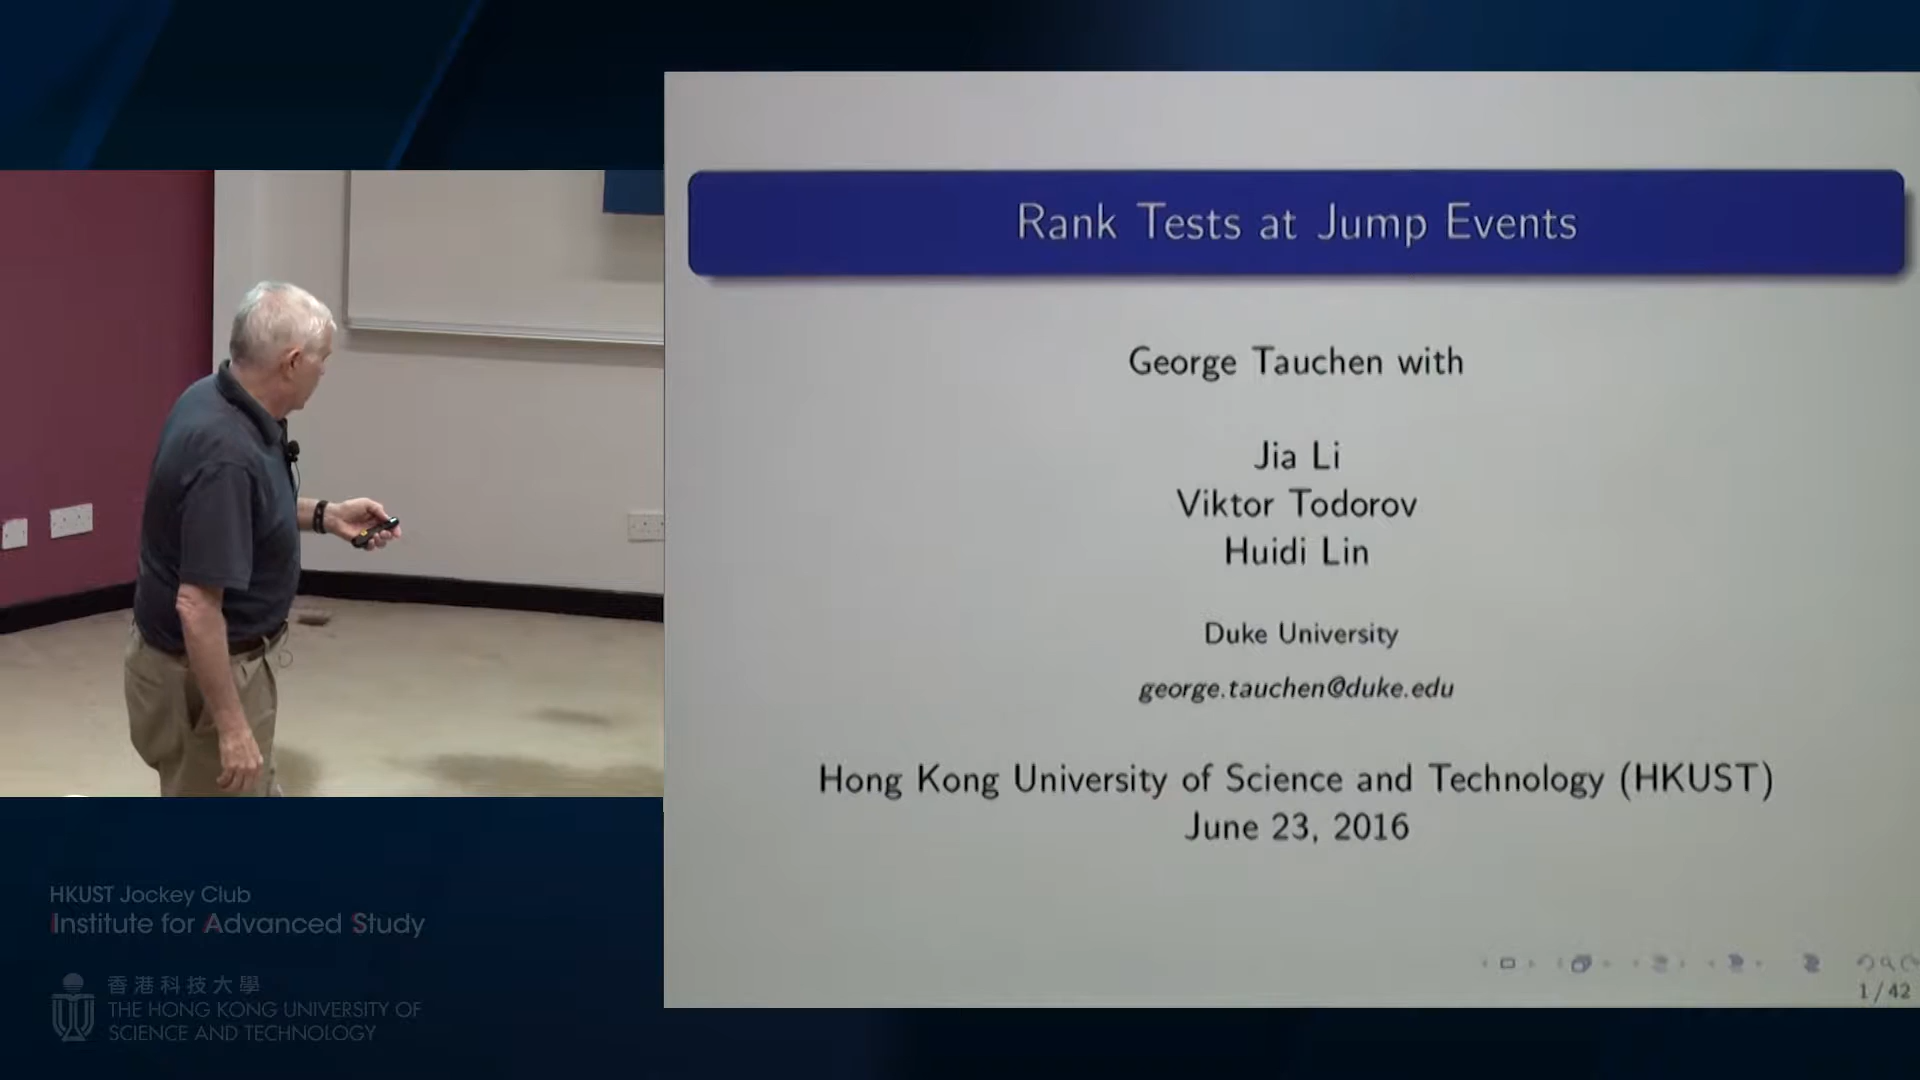 Rank Tests at Jump Events
George Tauchen with
Jia Li
Viktor Todorov
Huidi Lin
Duke University
george.tauchen@duke.edu
Hong Kong University of Science and Technology (HKUST)
June 23, 2016
1 / 42
HKUST Jockey Club
Institute for Advanced Study
香港科技大學
THE HONG KONG UNIVERSITY OF
SCIENCE AND TECHNOLOGY